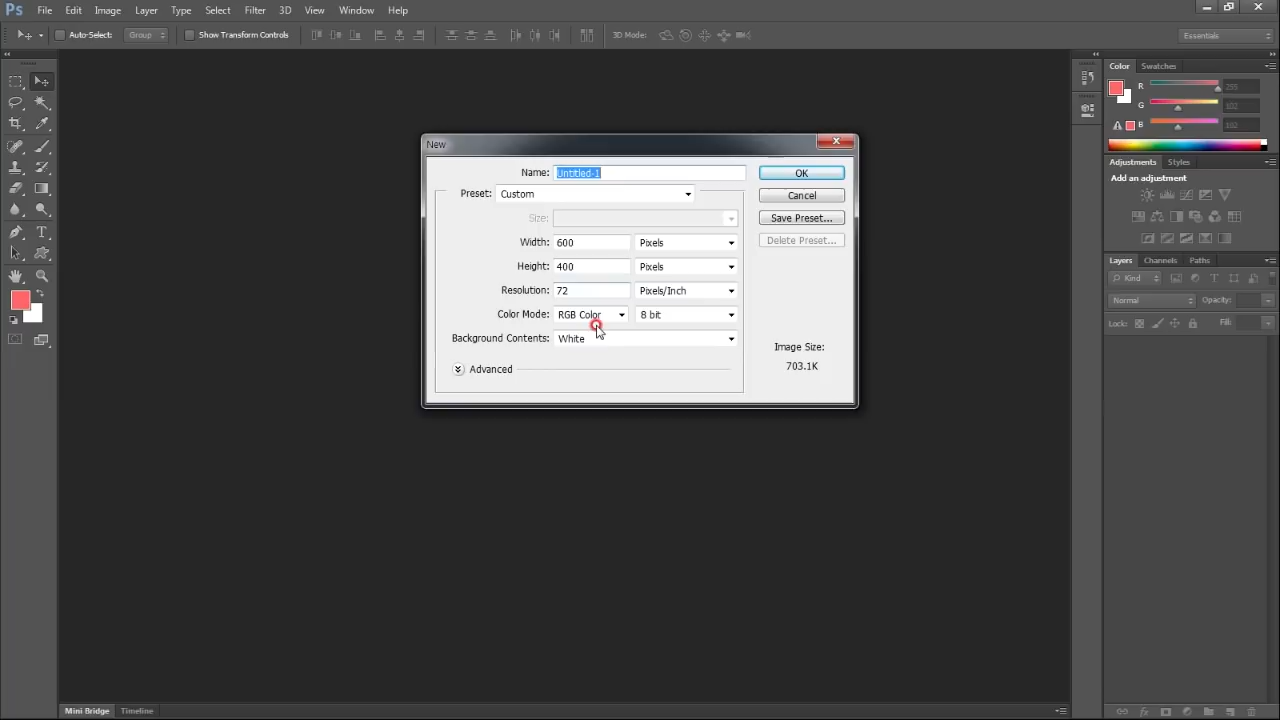 Ps File Edit Image Layer Type Select Filter 3D View Window Help
Auto-Select: Group Show Transform Controls 3D Mode: Essentials
Color Swatches
R 255
G 102
B 102
Adjustments Styles
Add an adjustment
Layers Channels Paths
Kind
Normal Opacity:
Lock: Fill:
New
Name: Untitled-1 OK
Preset: Custom Cancel
Size: Save Preset...
Width: 600 Pixels Delete Preset...
Height: 400 Pixels
Resolution: 72 Pixels/Inch
Color Mode: RGB Color 8 bit
Background Contents: White
Image Size:
703.1K
Advanced
Mini Bridge Timeline